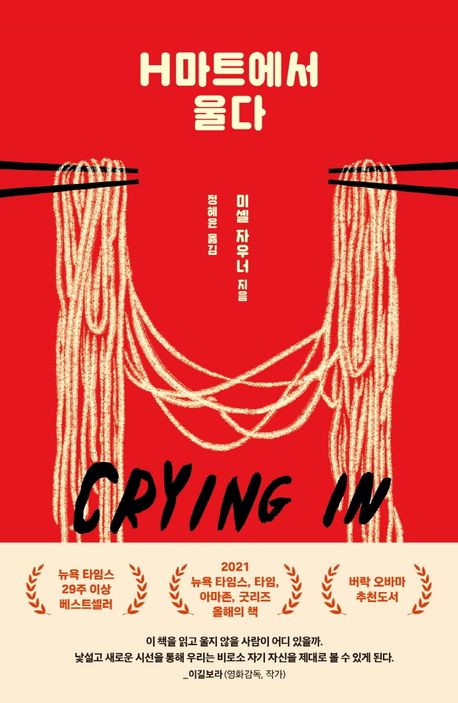 H마트에서
울다
미셸 자우너 지음
정혜윤 옮김
CRYING IN
뉴욕 타임스
29주 이상
베스트셀러
2021
뉴욕 타임스, 타임,
아마존, 굿리즈
올해의 책
버락 오바마
추천도서
이 책을 읽고 울지 않을 사람이 어디 있을까.
낯설고 새로운 시선을 통해 우리는 비로소 자기 자신을 제대로 볼 수 있게 된다.
_이길보라(영화감독, 작가)